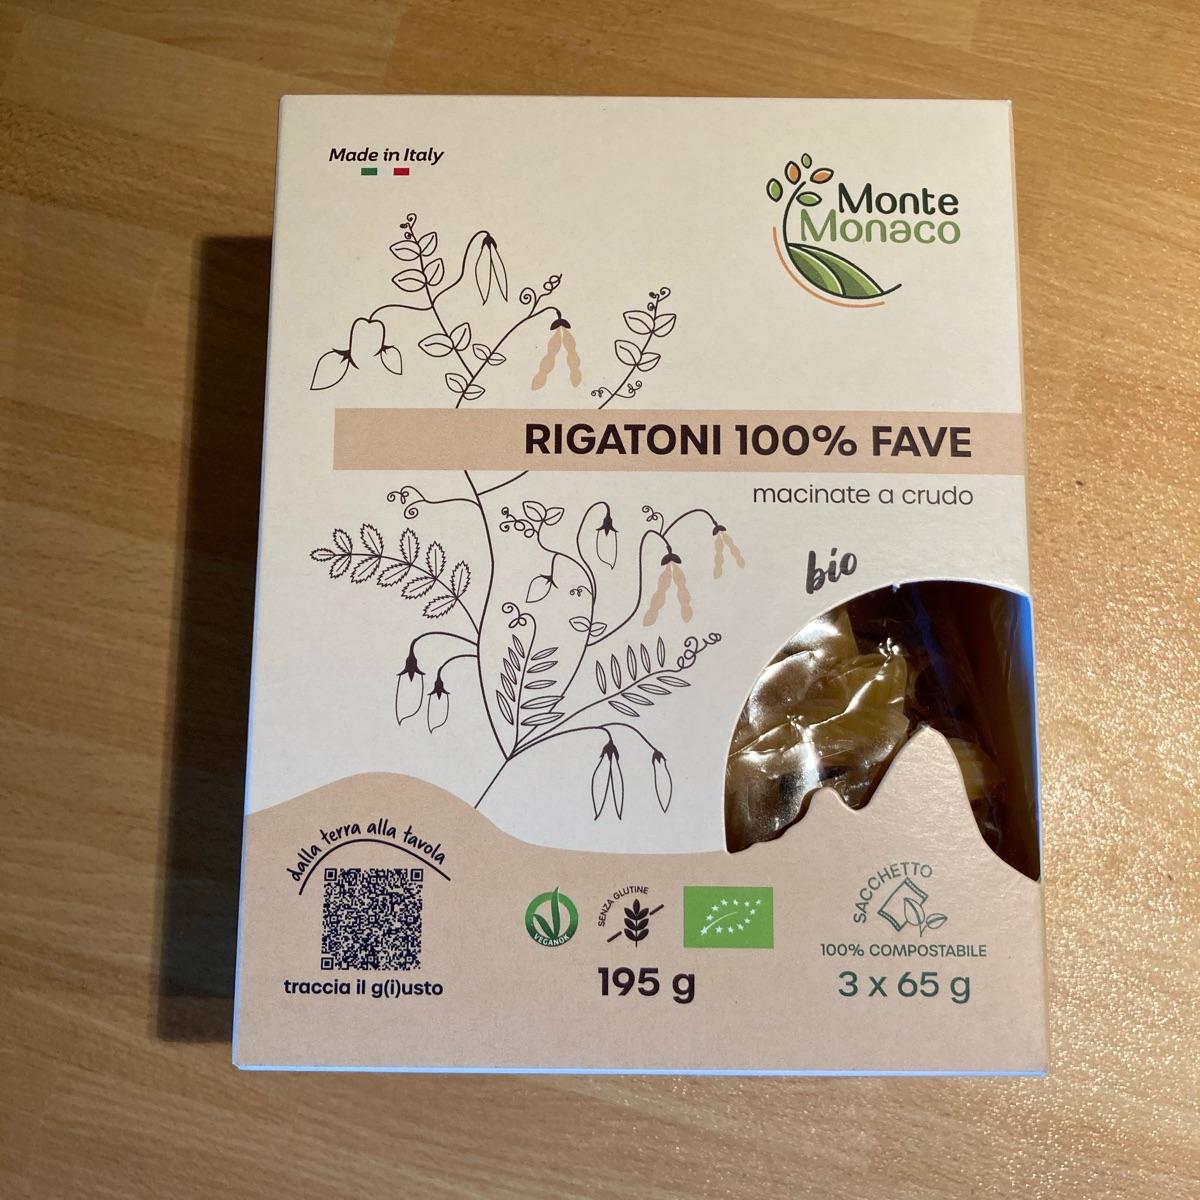 Made in Italy
Monte
Monaco
RIGATONI 100% FAVE
macinate a crudo
bio
dalla terra alla tavola
traccia il g(i)usto
VEGANOK
SENZA GLUTINE
195 g
SACCHETTO
100% COMPOSTABILE
3 x 65 g